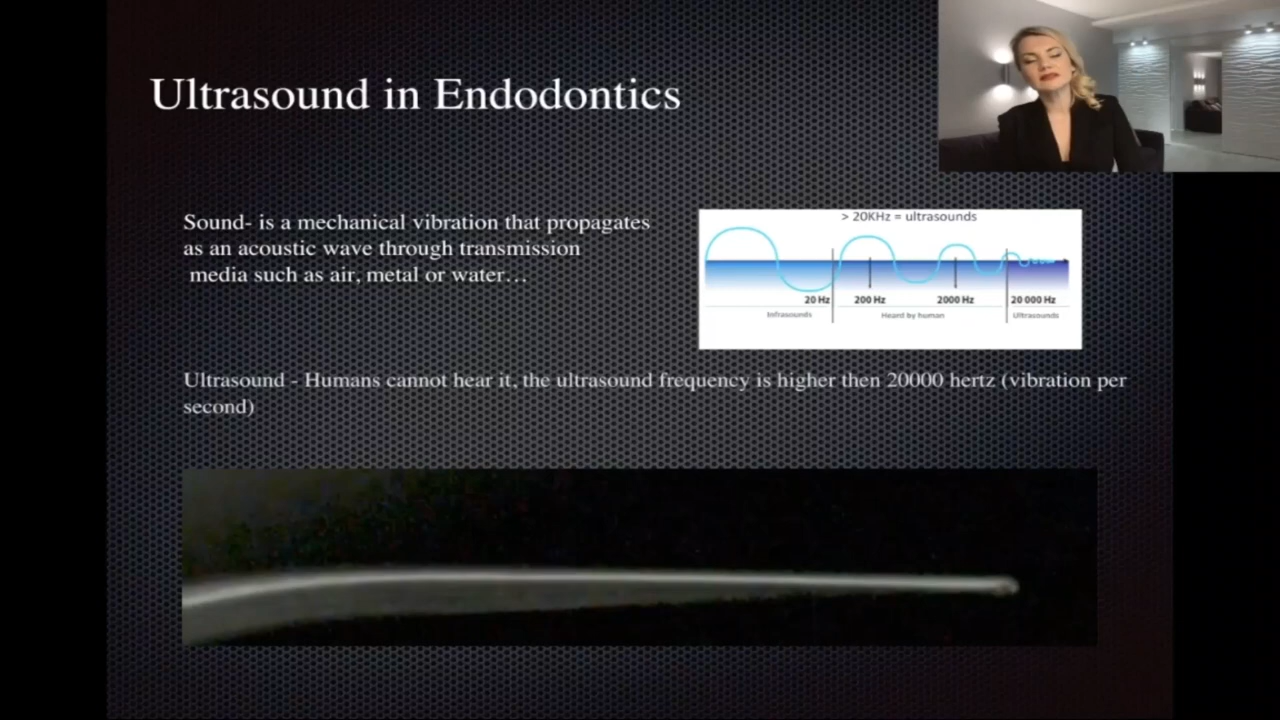 Ultrasound in Endodontics
Sound- is a mechanical vibration that propagates
as an acoustic wave through transmission
media such as air, metal or water…
> 20KHz = ultrasounds
20 Hz
200 Hz
2000 Hz
20 000 Hz
Infrasounds
Heard by human
Ultrasounds
Ultrasound - Humans cannot hear it, the ultrasound frequency is higher then 20000 hertz (vibration per
second)